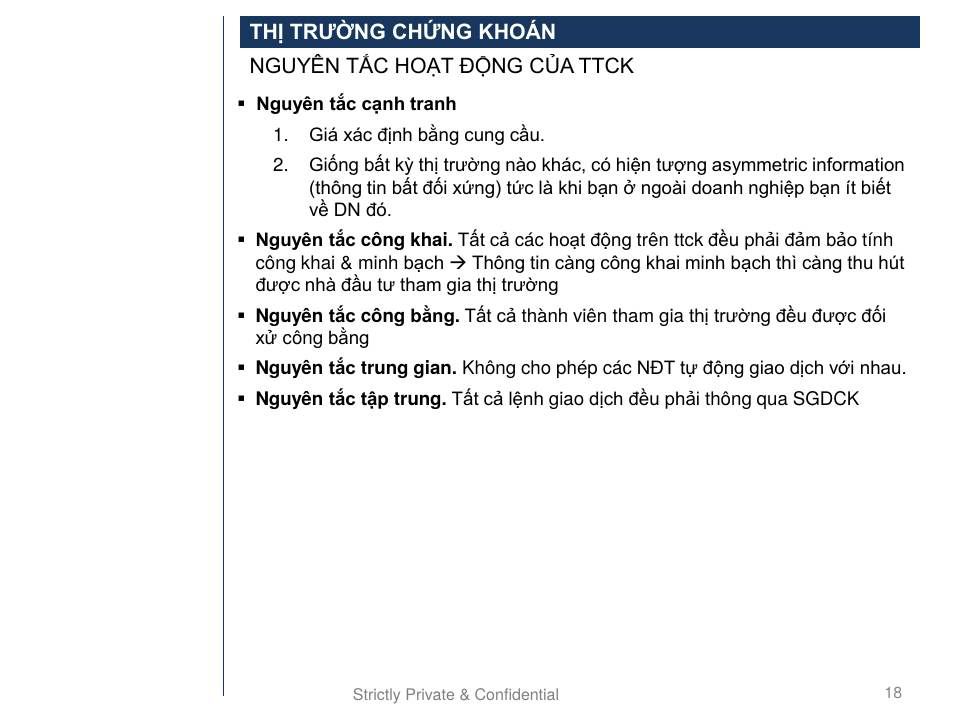 THỊ TRƯỜNG CHỨNG KHOÁN
NGUYÊN TẮC HOẠT ĐỘNG CỦA TTCK
▪ Nguyên tắc cạnh tranh
1. Giá xác định bằng cung cầu.
2. Giống bất kỳ thị trường nào khác, có hiện tượng asymmetric information
(thông tin bất đối xứng) tức là khi bạn ở ngoài doanh nghiệp bạn ít biết
về DN đó.
▪ Nguyên tắc công khai. Tất cả các hoạt động trên ttck đều phải đảm bảo tính
công khai & minh bạch → Thông tin càng công khai minh bạch thì càng thu hút
được nhà đầu tư tham gia thị trường
▪ Nguyên tắc công bằng. Tất cả thành viên tham gia thị trường đều được đối
xử công bằng
▪ Nguyên tắc trung gian. Không cho phép các NĐT tự động giao dịch với nhau.
▪ Nguyên tắc tập trung. Tất cả lệnh giao dịch đều phải thông qua SGDCK
Strictly Private & Confidential
18